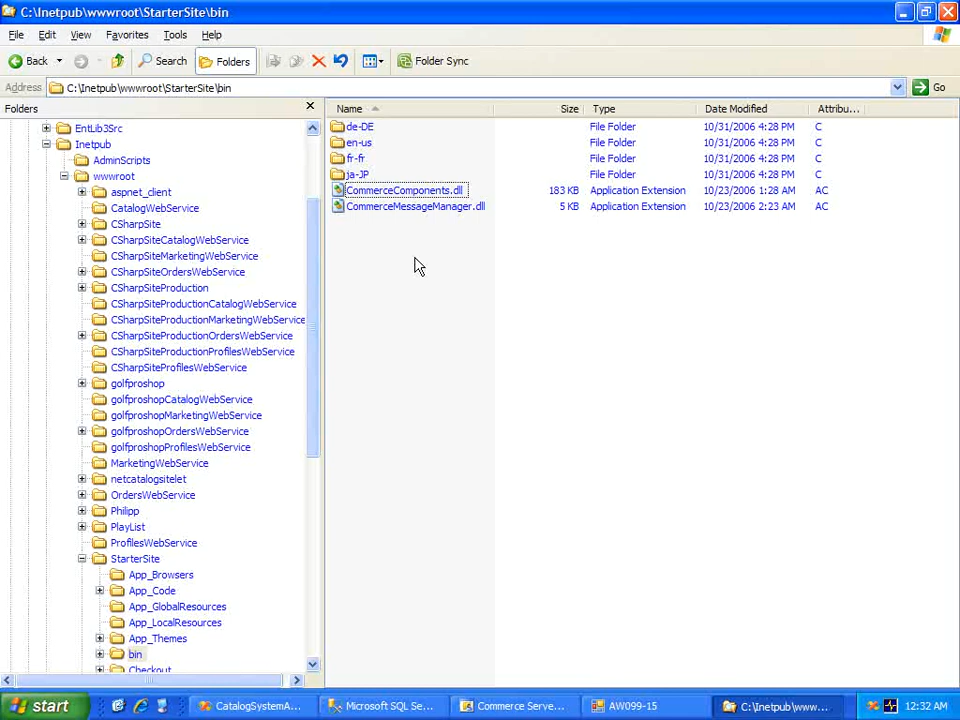 C:\Inetpub\wwwroot\StarterSite\bin
File Edit View Favorites Tools Help
Back Search Folders Folder Sync
Address C:\Inetpub\wwwroot\StarterSite\bin Go
Folders
EntLib3Src
Inetpub
AdminScripts
wwwroot
aspnet_client
CatalogWebService
CSharpSite
CSharpSiteCatalogWebService
CSharpSiteMarketingWebService
CSharpSiteOrdersWebService
CSharpSiteProduction
CSharpSiteProductionCatalogWebService
CSharpSiteProductionMarketingWebService
CSharpSiteProductionOrdersWebService
CSharpSiteProductionProfilesWebService
CSharpSiteProfilesWebService
golfproshop
golfproshopCatalogWebService
golfproshopMarketingWebService
golfproshopOrdersWebService
golfproshopProfilesWebService
MarketingWebService
netcatalogsitelet
OrdersWebService
Philipp
PlayList
ProfilesWebService
StarterSite
App_Browsers
App_Code
App_GlobalResources
App_LocalResources
App_Themes
bin
Checkout
Name Size Type Date Modified Attribu...
de-DE File Folder 10/31/2006 4:28 PM C
en-us File Folder 10/31/2006 4:28 PM C
fr-fr File Folder 10/31/2006 4:28 PM C
ja-JP File Folder 10/31/2006 4:28 PM C
CommerceComponents.dll 183 KB Application Extension 10/23/2006 1:28 AM AC
CommerceMessageManager.dll 5 KB Application Extension 10/23/2006 2:23 AM AC
start CatalogSystemA... Microsoft SQL Se... Commerce Serve... AW099-15 C:\Inetpub\www... 12:32 AM